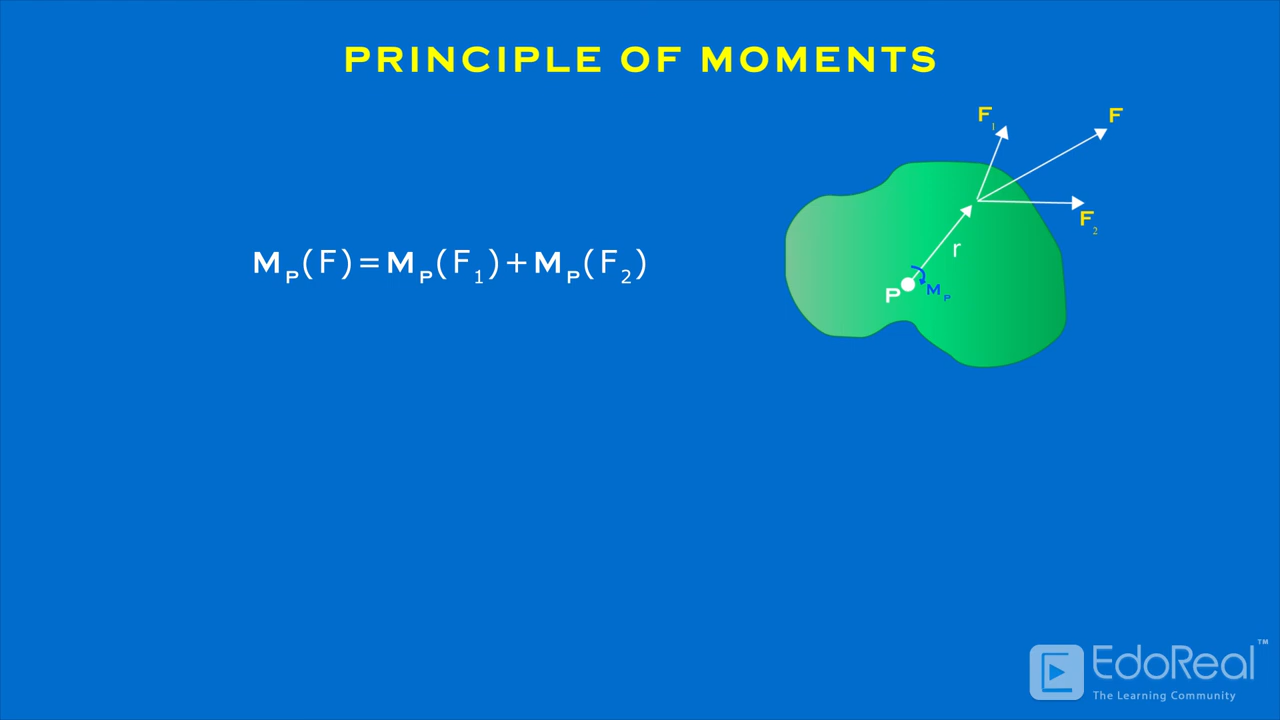 PRINCIPLE OF MOMENTS
F₁
F
F₂
r
P
Mₚ
Mₚ(F)=Mₚ(F₁)+Mₚ(F₂)
EdoReal™
The Learning Community